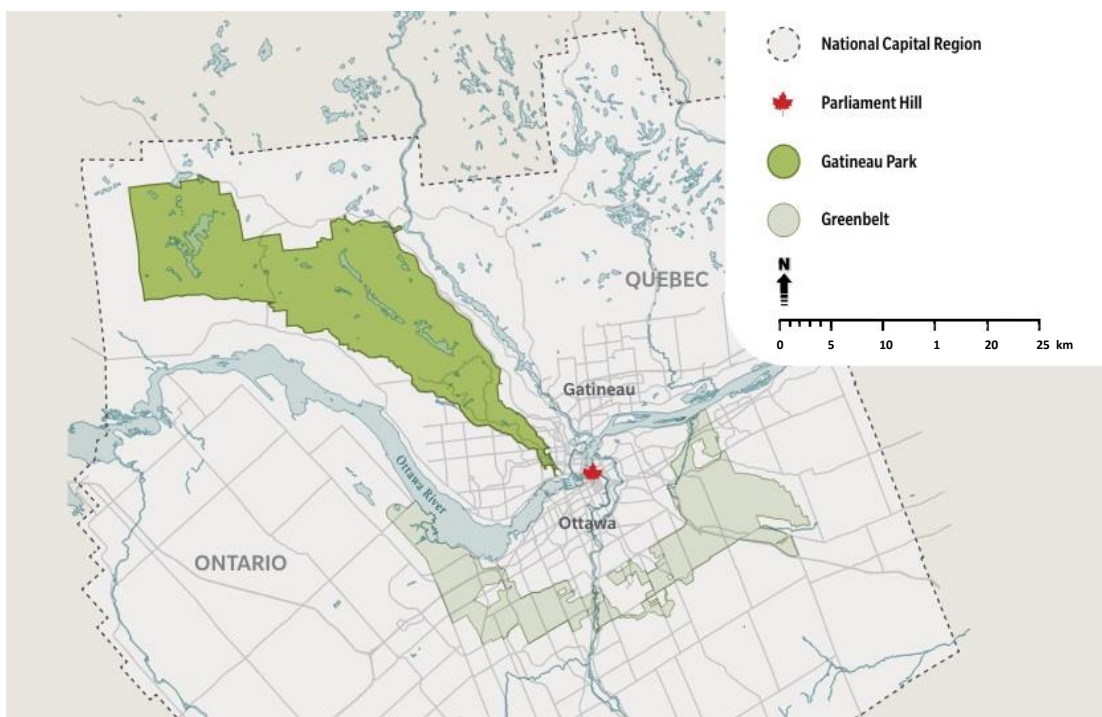 National Capital Region
Parliament Hill
Gatineau Park
Greenbelt
N
0 5 10 1 20 25 km
QUEBEC
Gatineau
Ottawa River
Ottawa
ONTARIO